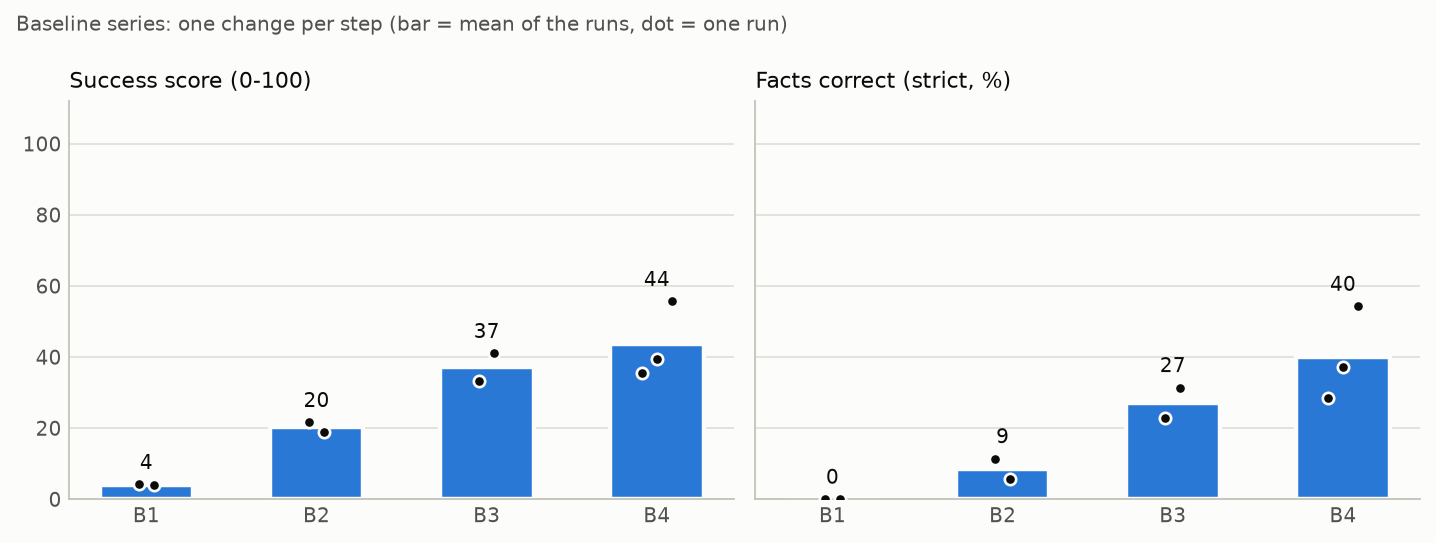 Baseline series: one change per step (bar = mean of the runs, dot = one run)
Success score (0-100)
Facts correct (strict, %)
100
80
60
40
20
0
4
20
37
44
0
9
27
40
B1 B2 B3 B4
B1 B2 B3 B4